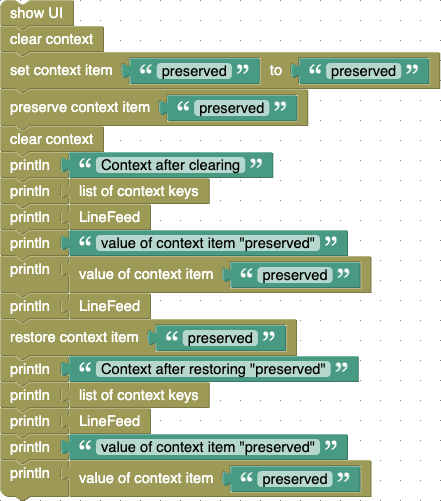 show UI
clear context
set context item “ preserved ” to “ preserved ”
preserve context item “ preserved ”
clear context
println “ Context after clearing ”
println list of context keys
println LineFeed
println “ value of context item "preserved" ”
println value of context item “ preserved ”
println LineFeed
restore context item “ preserved ”
println “ Context after restoring "preserved" ”
println list of context keys
println LineFeed
println “ value of context item "preserved" ”
println value of context item “ preserved ”